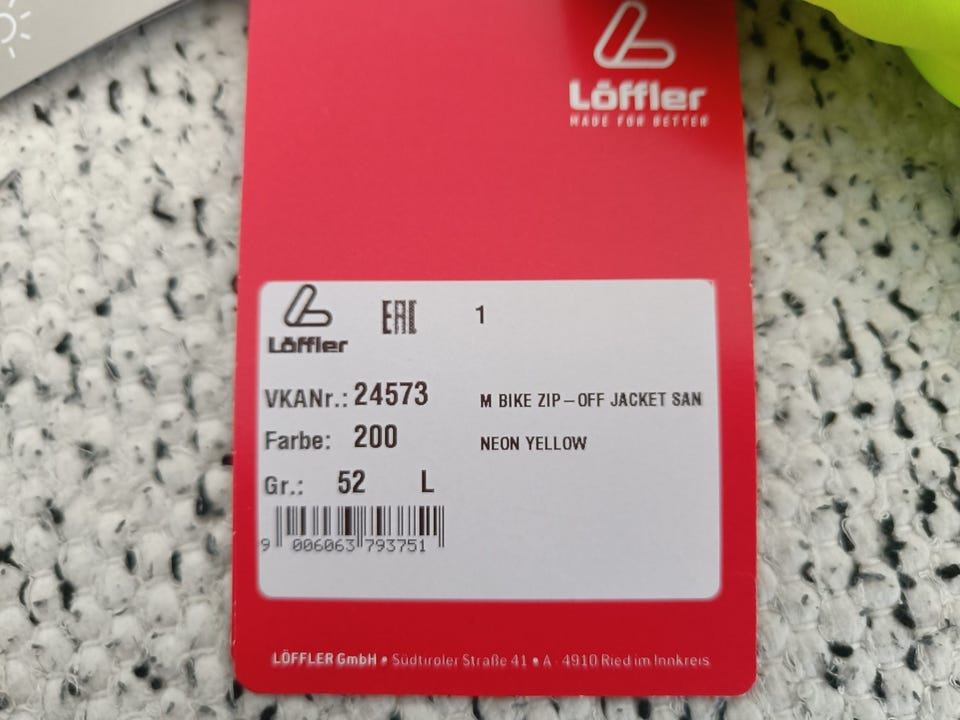 Löffler
MADE FOR BETTER
Löffler EAC 1
VKANr.: 24573 M BIKE ZIP-OFF JACKET SAN
Farbe: 200 NEON YELLOW
Gr.: 52 L
9 006063 793751
LÖFFLER GmbH • Südtiroler Straße 41 • A - 4910 Ried im Innkreis